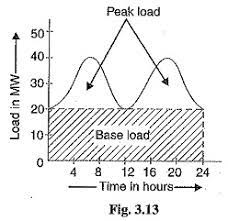 Peak load
Load in MW
50
40
30
20
10
0
Base load
4 8 12 16 20 24
Time in hours
Fig. 3.13